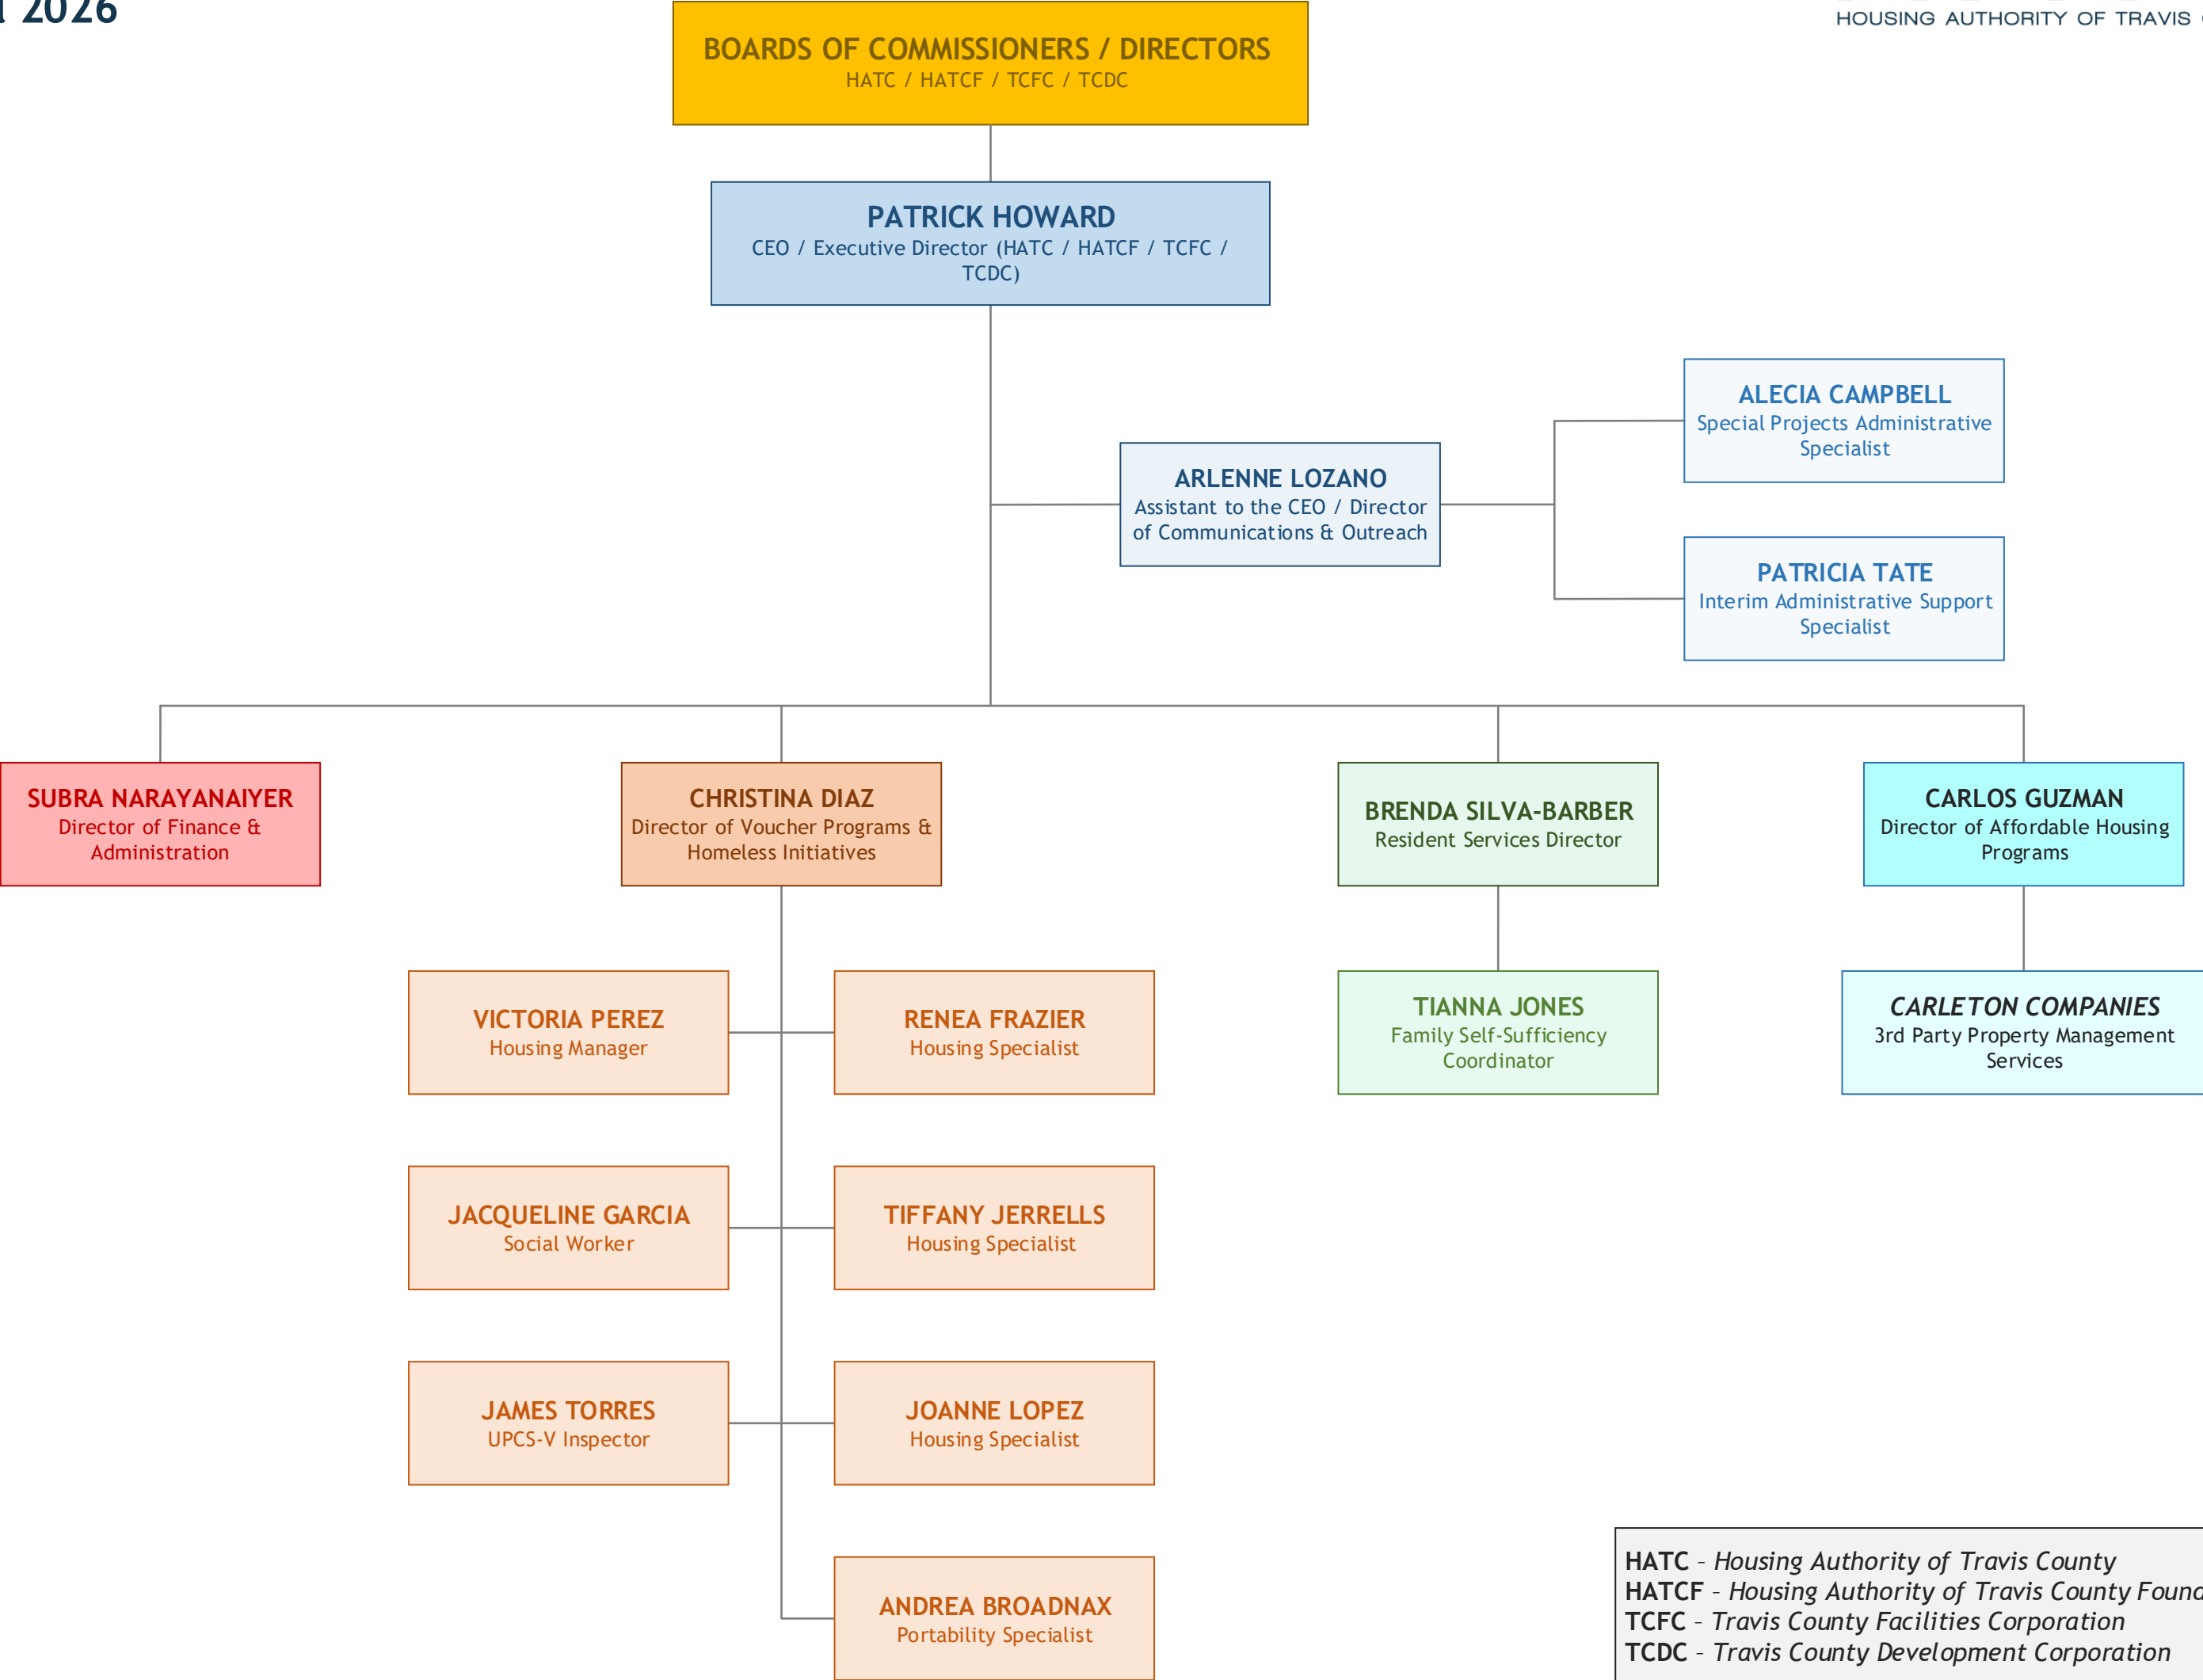 2026
HOUSING AUTHORITY OF TRAVIS
BOARDS OF COMMISSIONERS / DIRECTORS
HATC / HATCF / TCFC / TCDC
PATRICK HOWARD
CEO / Executive Director (HATC / HATCF / TCFC /
TCDC)
ALECIA CAMPBELL
Special Projects Administrative
Specialist
ARLENNE LOZANO
Assistant to the CEO / Director
of Communications & Outreach
PATRICIA TATE
Interim Administrative Support
Specialist
SUBRA NARAYANAIYER
Director of Finance &
Administration
CHRISTINA DIAZ
Director of Voucher Programs &
Homeless Initiatives
BRENDA SILVA-BARBER
Resident Services Director
CARLOS GUZMAN
Director of Affordable Housing
Programs
VICTORIA PEREZ
Housing Manager
RENEA FRAZIER
Housing Specialist
TIANNA JONES
Family Self-Sufficiency
Coordinator
CARLETON COMPANIES
3rd Party Property Management
Services
JACQUELINE GARCIA
Social Worker
TIFFANY JERRELLS
Housing Specialist
JAMES TORRES
UPCS-V Inspector
JOANNE LOPEZ
Housing Specialist
ANDREA BROADNAX
Portability Specialist
HATC – Housing Authority of Travis County
HATCF – Housing Authority of Travis County
TCFC – Travis County Facilities Corporation
TCDC – Travis County Development Corporation